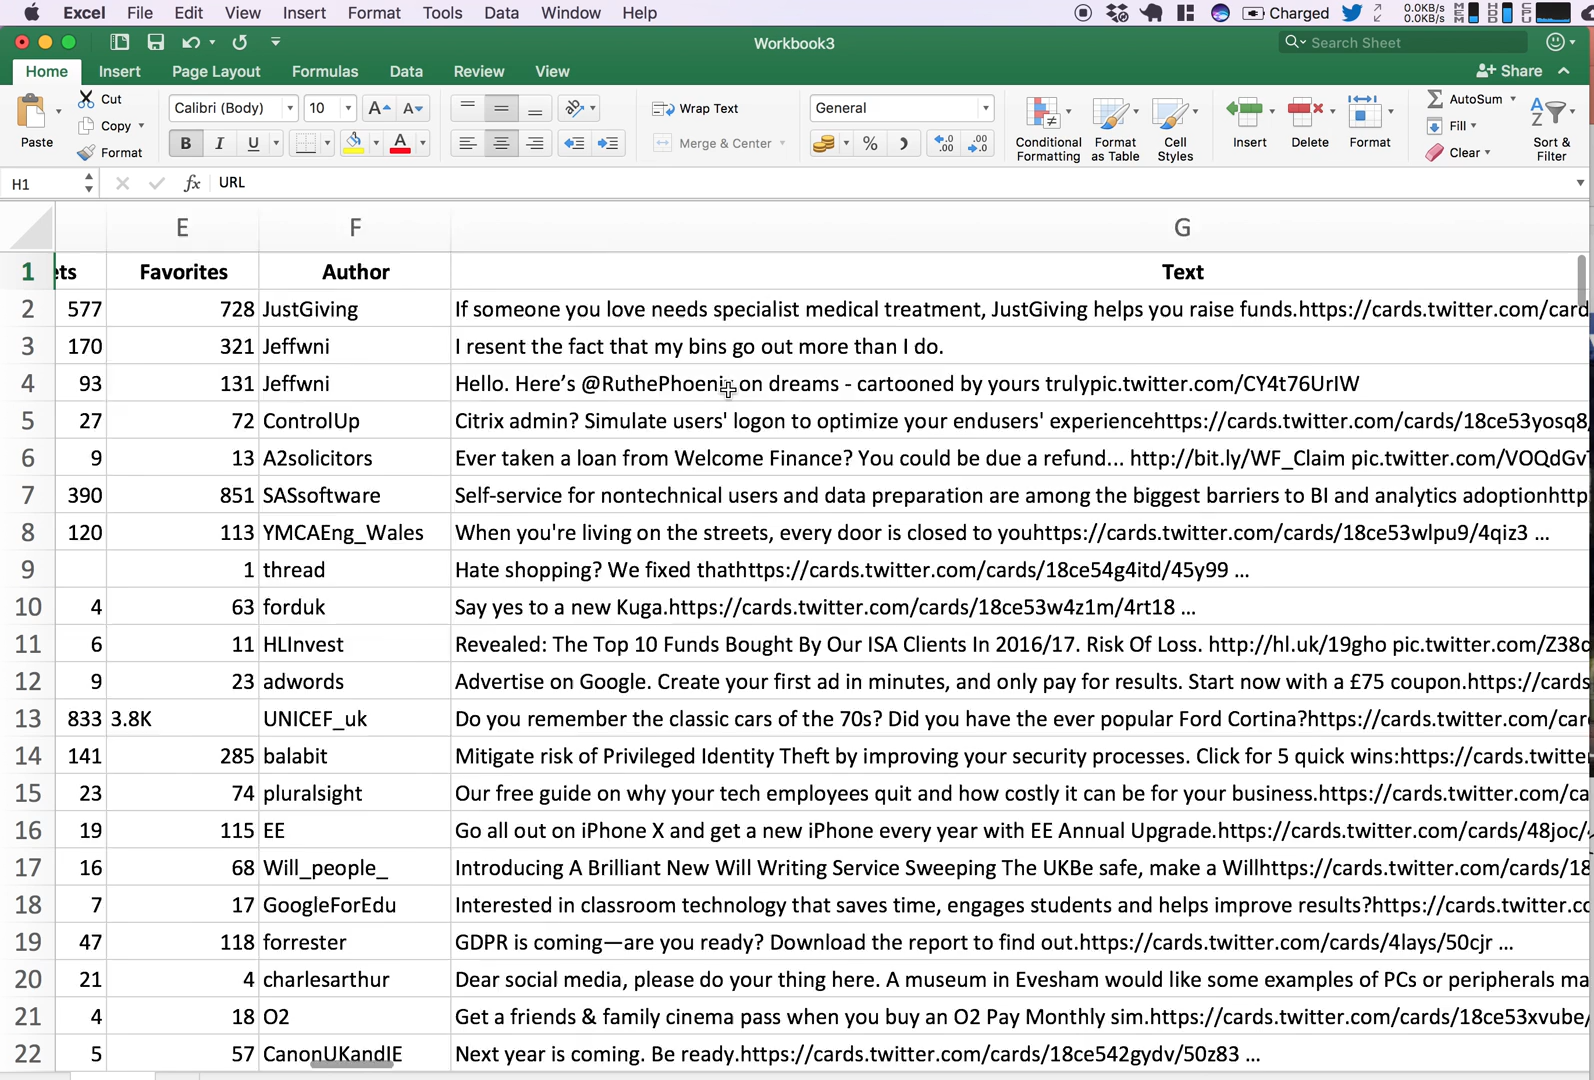 Excel File Edit View Insert Format Tools Data Window Help Charged 0.0KB/s 0.0KB/s MEM HDD CPU
Workbook3 Search Sheet
Home Insert Page Layout Formulas Data Review View Share
Cut Calibri (Body) 10 Wrap Text General AutoSum
Copy Fill
Paste Format B I U Merge & Center % Conditional Formatting Format as Table Cell Styles Insert Delete Format Clear Sort & Filter
H1 fx URL
E F G
1 ets Favorites Author Text
2 577 728 JustGiving If someone you love needs specialist medical treatment, JustGiving helps you raise funds.https://cards.twitter.com/card
3 170 321 Jeffwni I resent the fact that my bins go out more than I do.
4 93 131 Jeffwni Hello. Here’s @RuthePhoenix on dreams - cartooned by yours trulypic.twitter.com/CY4t76UrIW
5 27 72 ControlUp Citrix admin? Simulate users' logon to optimize your endusers' experiencehttps://cards.twitter.com/cards/18ce53yosq8/
6 9 13 A2solicitors Ever taken a loan from Welcome Finance? You could be due a refund... http://bit.ly/WF_Claim pic.twitter.com/VOQdGv
7 390 851 SASsoftware Self-service for nontechnical users and data preparation are among the biggest barriers to BI and analytics adoptionhttp
8 120 113 YMCAEng_Wales When you're living on the streets, every door is closed to youhttps://cards.twitter.com/cards/18ce53wlpu9/4qiz3 ...
9 1 thread Hate shopping? We fixed thathttps://cards.twitter.com/cards/18ce54g4itd/45y99 ...
10 4 63 forduk Say yes to a new Kuga.https://cards.twitter.com/cards/18ce53w4z1m/4rt18 ...
11 6 11 HLInvest Revealed: The Top 10 Funds Bought By Our ISA Clients In 2016/17. Risk Of Loss. http://hl.uk/19gho pic.twitter.com/Z38c
12 9 23 adwords Advertise on Google. Create your first ad in minutes, and only pay for results. Start now with a £75 coupon.https://cards
13 833 3.8K UNICEF_uk Do you remember the classic cars of the 70s? Did you have the ever popular Ford Cortina?https://cards.twitter.com/car
14 141 285 balabit Mitigate risk of Privileged Identity Theft by improving your security processes. Click for 5 quick wins:https://cards.twitte
15 23 74 pluralsight Our free guide on why your tech employees quit and how costly it can be for your business.https://cards.twitter.com/ca
16 19 115 EE Go all out on iPhone X and get a new iPhone every year with EE Annual Upgrade.https://cards.twitter.com/cards/48joc/
17 16 68 Will_people_ Introducing A Brilliant New Will Writing Service Sweeping The UKBe safe, make a Willhttps://cards.twitter.com/cards/18
18 7 17 GoogleForEdu Interested in classroom technology that saves time, engages students and helps improve results?https://cards.twitter.co
19 47 118 forrester GDPR is coming—are you ready? Download the report to find out.https://cards.twitter.com/cards/4lays/50cjr ...
20 21 4 charlesarthur Dear social media, please do your thing here. A museum in Evesham would like some examples of PCs or peripherals ma
21 4 18 O2 Get a friends & family cinema pass when you buy an O2 Pay Monthly sim.https://cards.twitter.com/cards/18ce53xvube/
22 5 57 CanonUKandIE Next year is coming. Be ready.https://cards.twitter.com/cards/18ce542gydv/50z83 ...